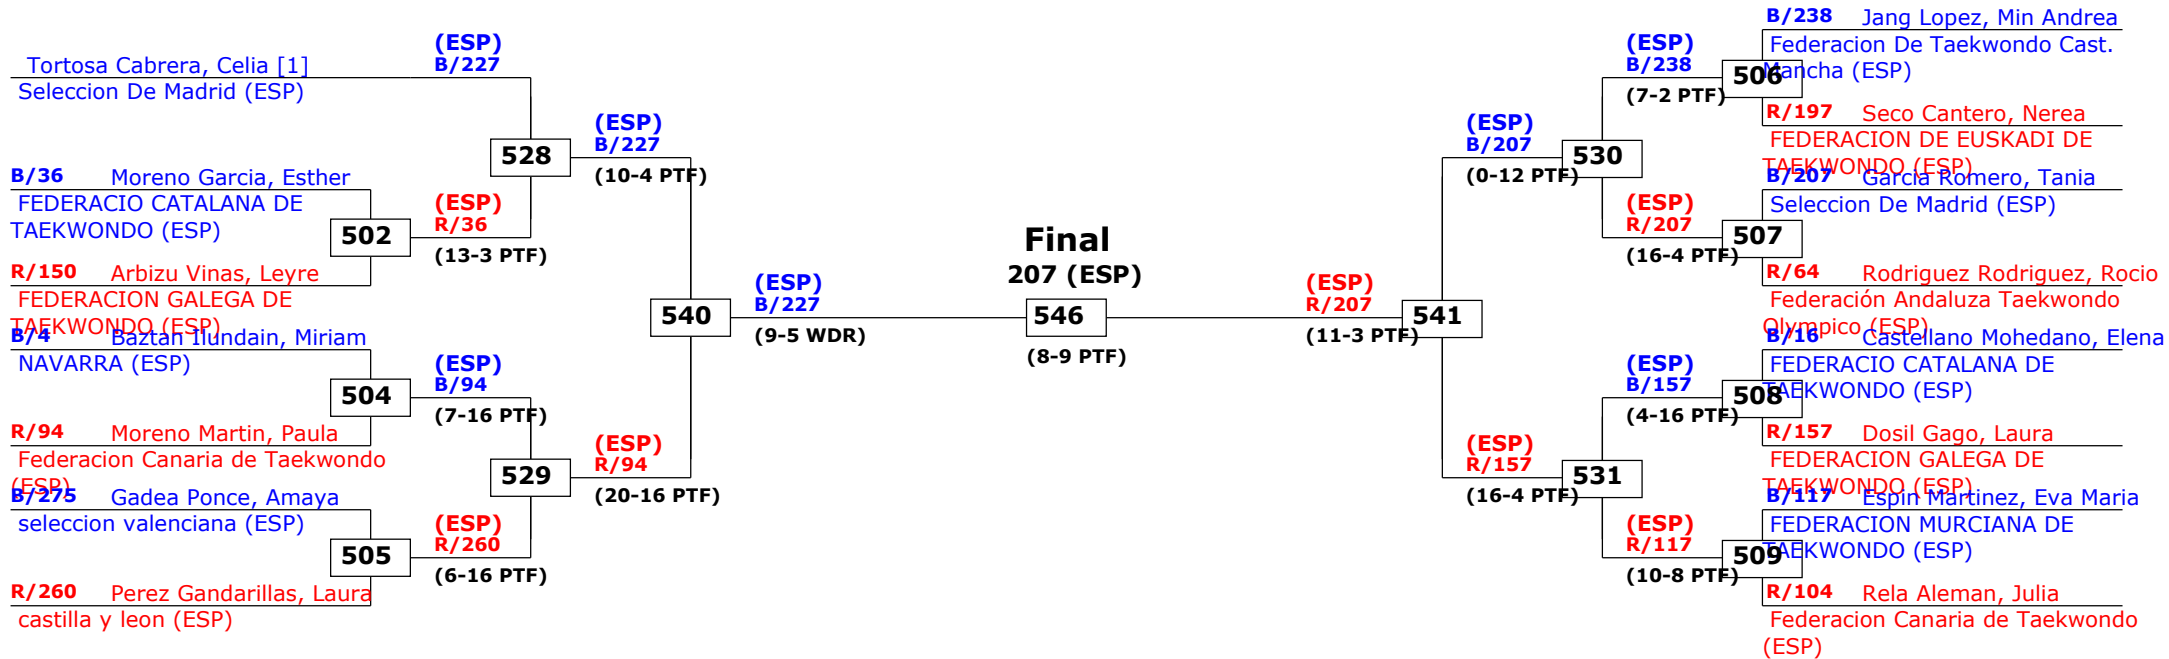 Tortosa Cabrera, Celia [1]
Seleccion De Madrid (ESP)
B/36 Moreno Garcia, Esther
FEDERACIO CATALANA DE
TAEKWONDO (ESP)
R/150 Arbizu Vinas, Leyre
FEDERACION GALEGA DE
TAEKWONDO (ESP)
B/4 Baztan Ilundain, Miriam
NAVARRA (ESP)
R/94 Moreno Martin, Paula
Federacion Canaria de Taekwondo
(ESP)
B/275 Gadea Ponce, Amaya
seleccion valenciana (ESP)
R/260 Perez Gandarillas, Laura
castilla y leon (ESP)
502
504
505
(ESP)
B/227
(ESP)
R/36
(13-3 PTF)
(ESP)
B/94
(7-16 PTF)
(ESP)
R/260
(6-16 PTF)
528
529
(ESP)
B/227
(10-4 PTF)
(ESP)
R/94
(20-16 PTF)
540
(ESP)
B/227
(9-5 WDR)
Final
207 (ESP)
546
(8-9 PTF)
(ESP)
R/207
(11-3 PTF)
541
(ESP)
B/207
(0-12 PTF)
(ESP)
R/157
(16-4 PTF)
530
531
(ESP)
B/238
(7-2 PTF)
(ESP)
R/207
(16-4 PTF)
(ESP)
B/157
(4-16 PTF)
(ESP)
R/117
(10-8 PTF)
506
507
508
509
B/238 Jang Lopez, Min Andrea
Federacion De Taekwondo Cast.
Mancha (ESP)
R/197 Seco Cantero, Nerea
FEDERACION DE EUSKADI DE
TAEKWONDO (ESP)
B/207 Garcia Romero, Tania
Seleccion De Madrid (ESP)
R/64 Rodriguez Rodriguez, Rocio
Federación Andaluza Taekwondo
Olympico (ESP)
B/16 Castellano Mohedano, Elena
FEDERACIO CATALANA DE
TAEKWONDO (ESP)
R/157 Dosil Gago, Laura
FEDERACION GALEGA DE
TAEKWONDO (ESP)
B/117 Espin Martinez, Eva Maria
FEDERACION MURCIANA DE
TAEKWONDO (ESP)
R/104 Rela Aleman, Julia
Federacion Canaria de Taekwondo
(ESP)